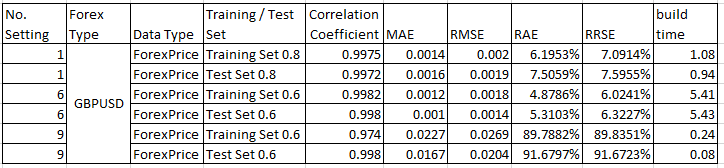 No. Setting Forex Type Data Type Training / Test Set Correlation Coefficient MAE RMSE RAE RRSE build time
1 GBPUSD ForexPrice Training Set 0.8 0.9975 0.0014 0.002 6.1953% 7.0914% 1.08
1 ForexPrice Test Set 0.8 0.9972 0.0016 0.0019 7.5059% 7.5955% 0.94
6 ForexPrice Training Set 0.6 0.9982 0.0012 0.0018 4.8786% 6.0241% 5.41
6 ForexPrice Test Set 0.6 0.998 0.001 0.0014 5.3103% 6.3227% 5.43
9 ForexPrice Training Set 0.6 0.974 0.0227 0.0269 89.7882% 89.8351% 0.24
9 ForexPrice Test Set 0.6 0.998 0.0167 0.0204 91.6797% 91.6723% 0.08